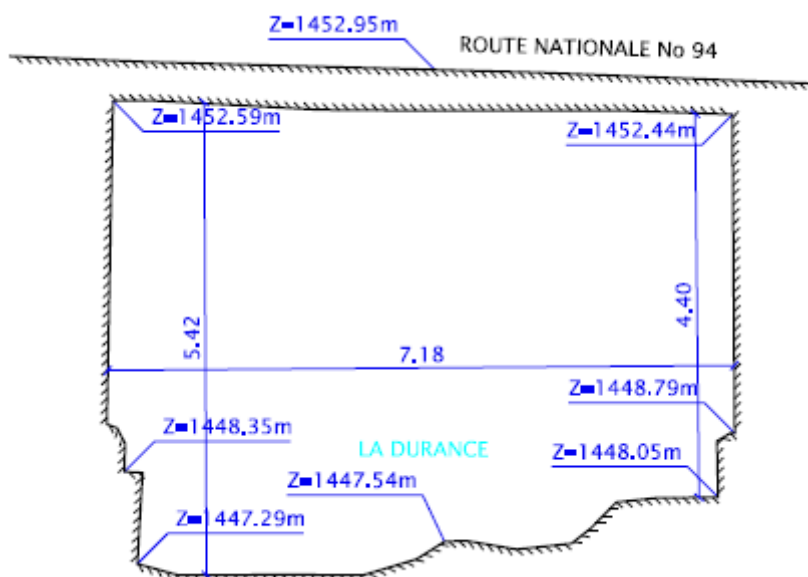 Z=1452.95m
ROUTE NATIONALE No 94
Z=1452.59m
Z=1452.44m
5.42
4.40
7.18
Z=1448.79m
Z=1448.35m
LA DURANCE
Z=1448.05m
Z=1447.54m
Z=1447.29m